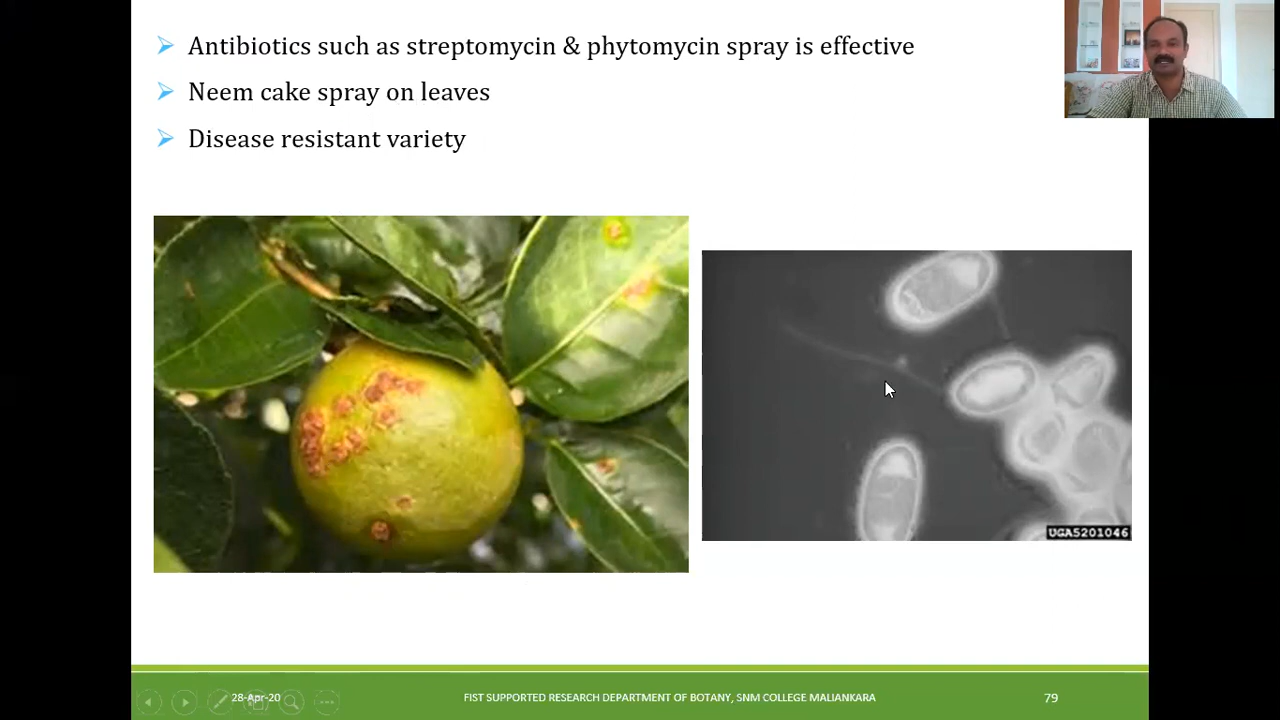 Antibiotics such as streptomycin & phytomycin spray is effective
Neem cake spray on leaves
Disease resistant variety
UGA5201046
28-Apr-20
FIST SUPPORTED RESEARCH DEPARTMENT OF BOTANY, SNM COLLEGE MALIANKARA
79